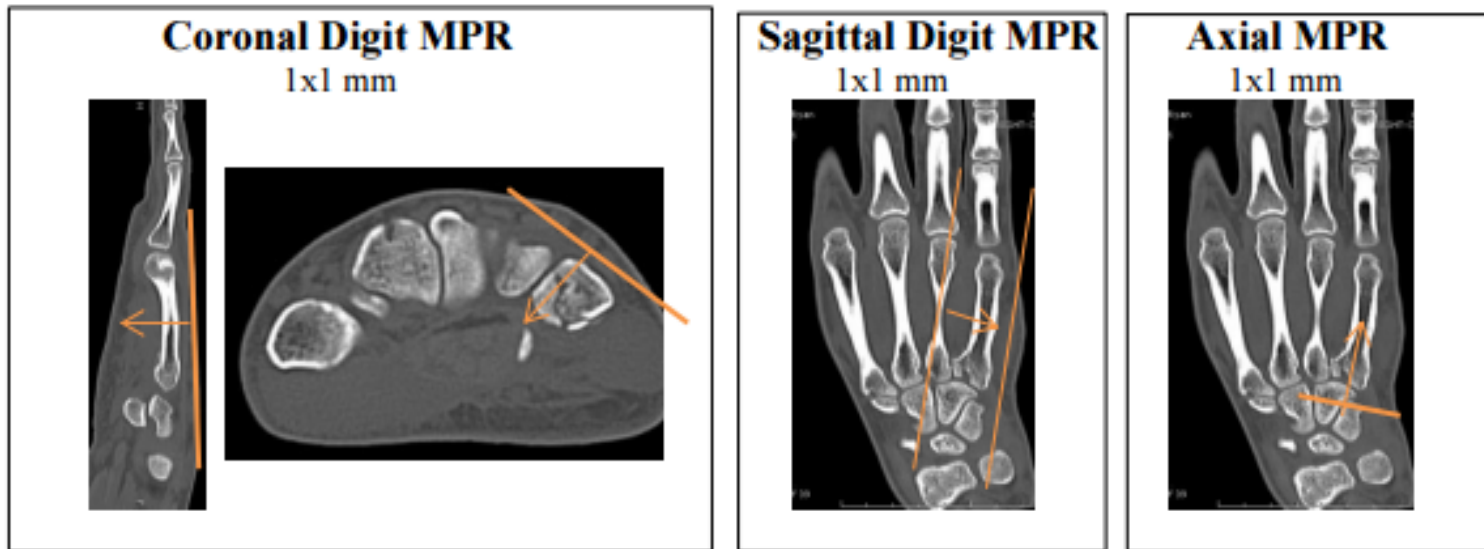 Coronal Digit MPR
1x1 mm
Sagittal Digit MPR
1x1 mm
Axial MPR
1x1 mm